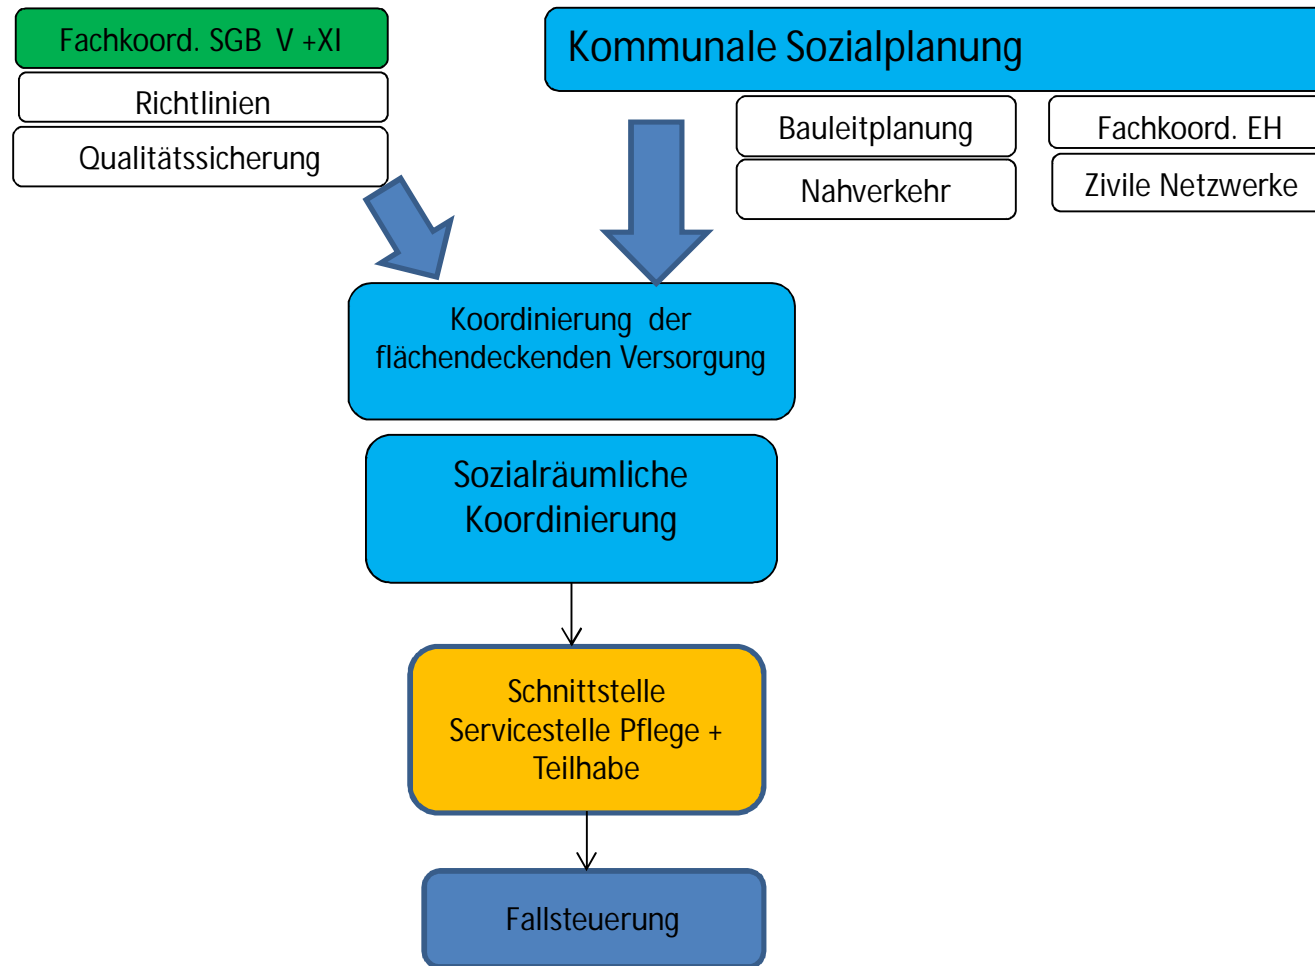 Fachkoord. SGB V +XI
Richtlinien
Qualitätssicherung
Kommunale Sozialplanung
Bauleitplanung
Nahverkehr
Fachkoord. EH
Zivile Netzwerke
Koordinierung der
flächendeckenden Versorgung
Sozialräumliche
Koordinierung
Schnittstelle
Servicestelle Pflege +
Teilhabe
Fallsteuerung